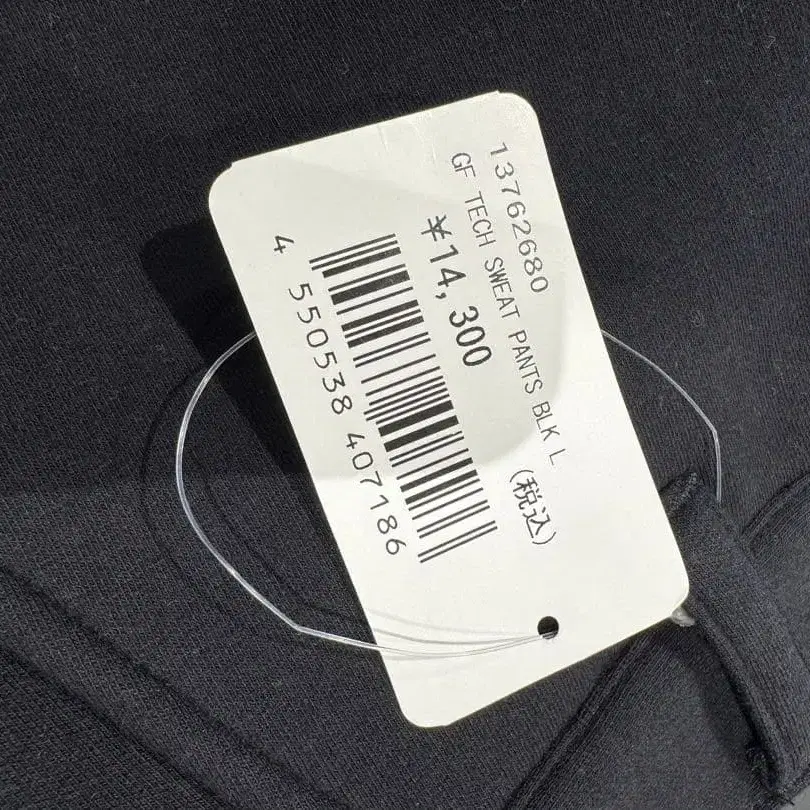 13762680
GF TECH SWEAT PANTS BLK L
¥14,300
(税込)
4 550538 407186